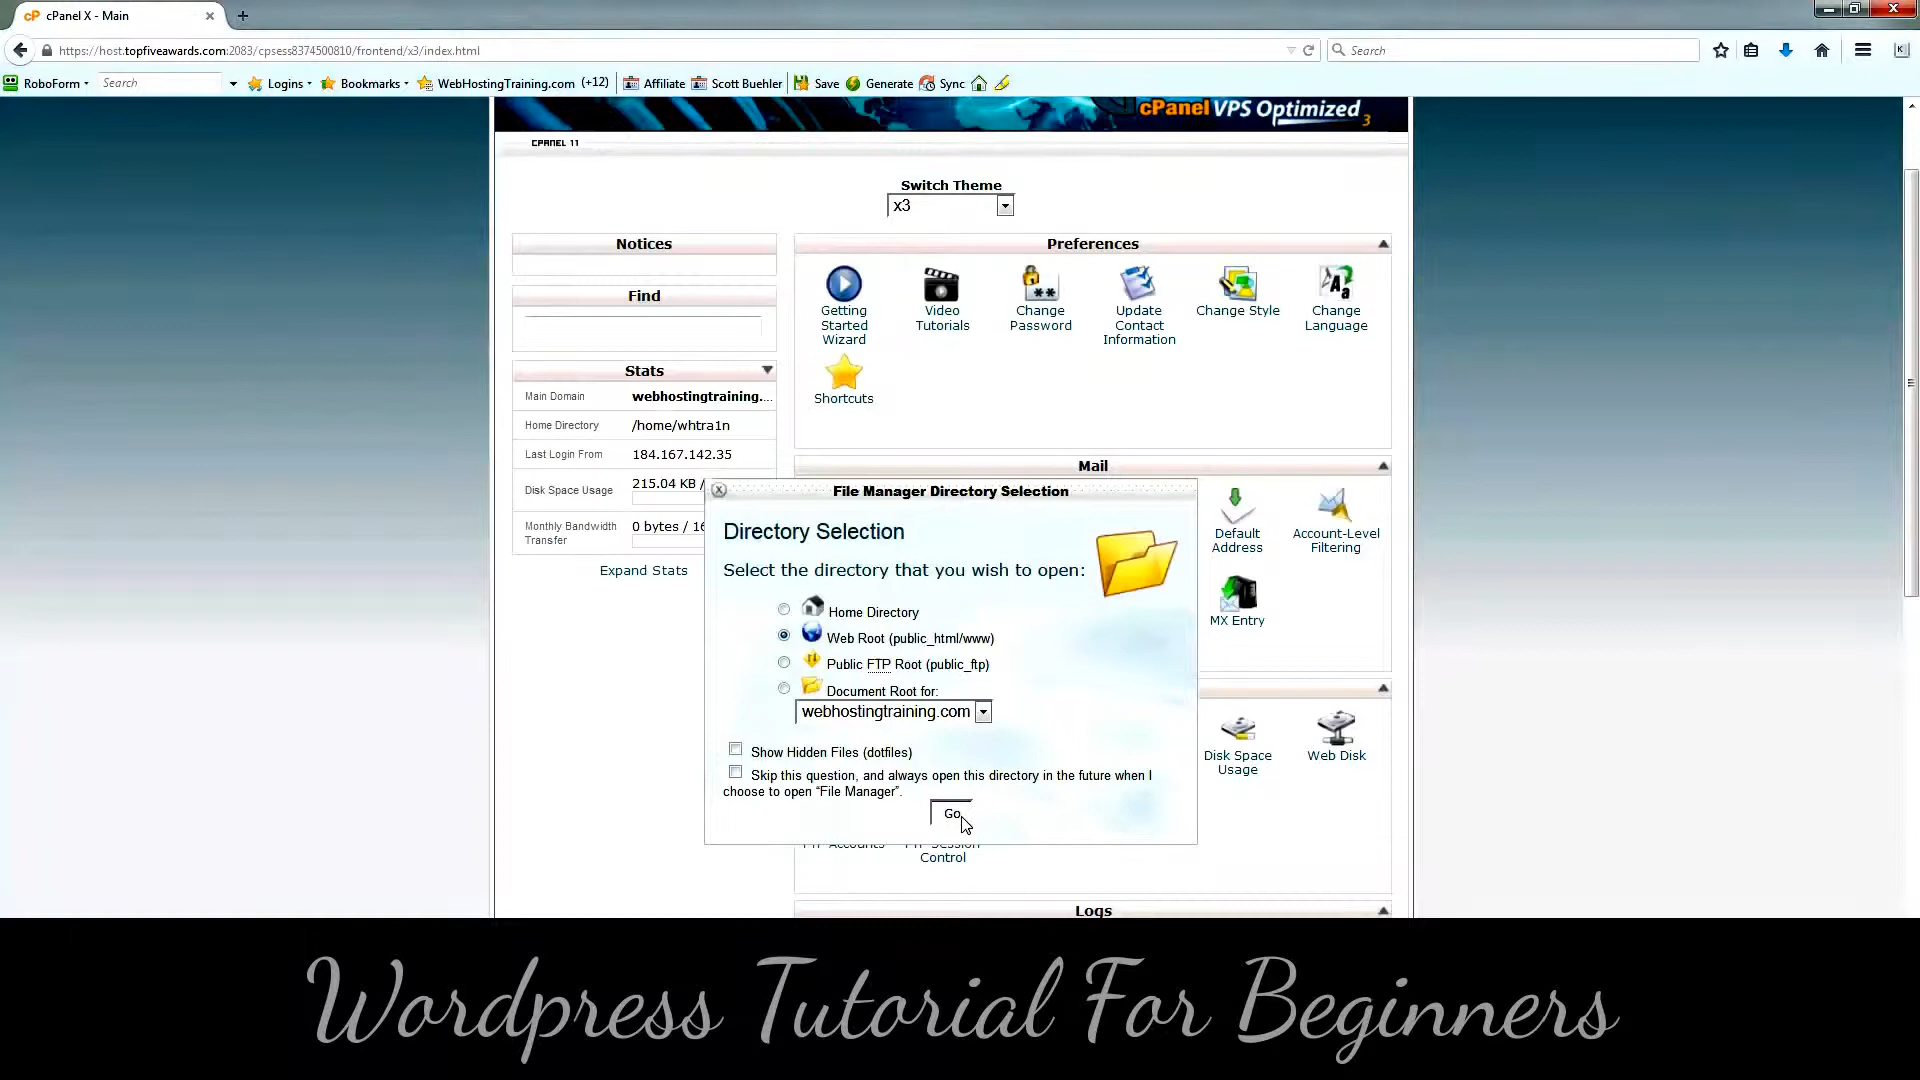 cPanel X - Main
https://host.topfiveawards.com:2083/cpsess8374500810/frontend/x3/index.html
Search
RoboForm
Search
Logins
Bookmarks
WebHostingTraining.com (+12)
Affiliate
Scott Buehler
Save
Generate
Sync
cPanel VPS Optimized 3
CPANEL 11
Switch Theme
x3
Notices
Find
Stats
Main Domain webhostingtraining....
Home Directory /home/whtra1n
Last Login From 184.167.142.35
Disk Space Usage 215.04 KB /
Monthly Bandwidth Transfer 0 bytes / 16
Expand Stats
Preferences
Getting Started Wizard
Video Tutorials
Change Password
Update Contact Information
Change Style
Change Language
Shortcuts
Mail
Default Address
Account-Level Filtering
MX Entry
Disk Space Usage
Web Disk
File Manager Directory Selection
Directory Selection
Select the directory that you wish to open:
Home Directory
Web Root (public_html/www)
Public FTP Root (public_ftp)
Document Root for:
webhostingtraining.com
Show Hidden Files (dotfiles)
Skip this question, and always open this directory in the future when I
choose to open “File Manager”.
Go
Control
Logs
Wordpress Tutorial For Beginners